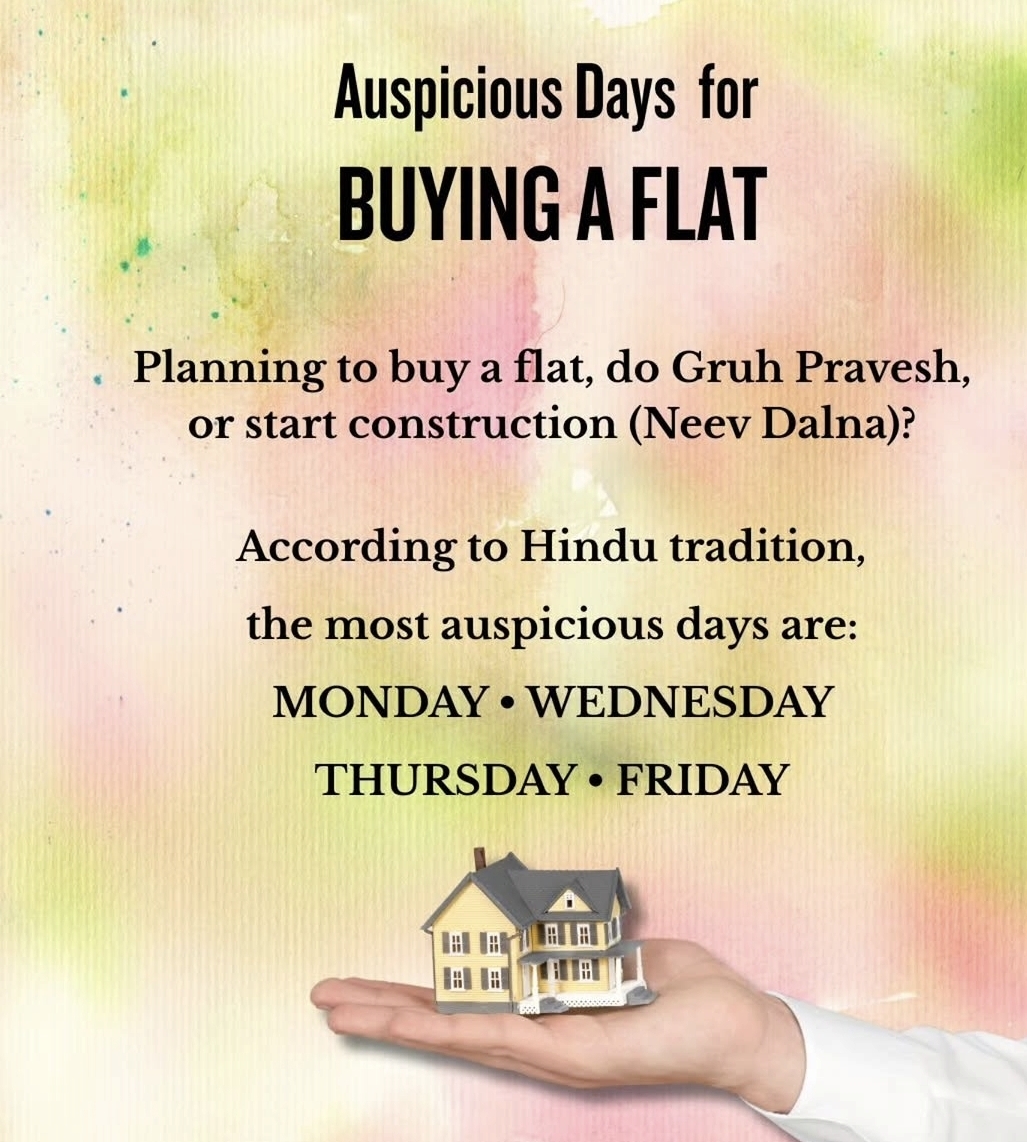 Auspicious Days for
BUYING A FLAT
Planning to buy a flat, do Gruh Pravesh,
or start construction (Neev Dalna)?
According to Hindu tradition,
the most auspicious days are:
MONDAY • WEDNESDAY
THURSDAY • FRIDAY